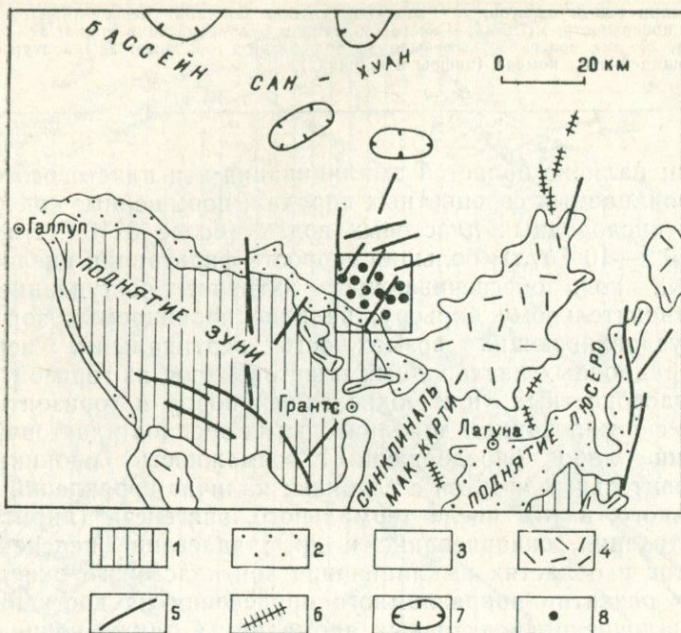 БАССЕЙН САН - ХУАН
0 20 КМ
Галлуп
ПОДНЯТИЕ ЗУНИ
Грантс
СИНКЛИНАЛЬ
МАК-КАРТИ
Лагуна
ПОДНЯТИЕ ЛЮСЕРО
1 2 3 4
5 6 7 8